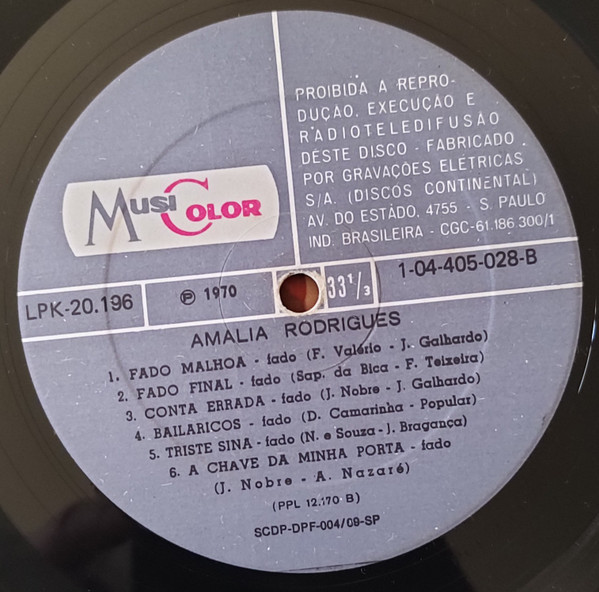 PROIBIDA A REPRO-
DUÇÃO, EXECUÇÃO E
RADIOTELEDIFUSÃO
DESTE DISCO - FABRICADO
POR GRAVAÇÕES ELÉTRICAS
S/A. (DISCOS CONTINENTAL)
AV. DO ESTADO, 4755 - S. PAULO
IND. BRASILEIRA - CGC-61.186.300/1
MUSICOLOR
LPK-20.196
Ⓟ 1970
33 1/3
1-04-405-028-B
AMALIA RODRIGUES
1. FADO MALHOA - fado (F. Valério - J. Galhardo)
2. FADO FINAL - fado (Sap. da Bica - F. Teixeira)
3. CONTA ERRADA - fado (J. Nobre - J. Galhardo)
4. BAILARICOS - fado (D. Camarinha - Popular)
5. TRISTE SINA - fado (N. e Souza - J. Bragança)
6. A CHAVE DA MINHA PORTA - fado
(J. Nobre - A. Nazaré)
(PPL 12.170 B)
SCDP-DPF-004/09-SP